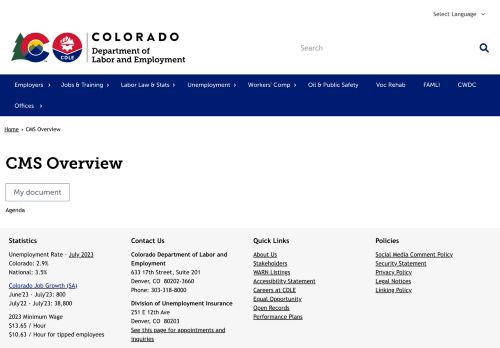 Select Language
COLORADO
Department of
Labor and Employment
CDLE
Search
Employers
Jobs & Training
Labor Law & Stats
Unemployment
Workers' Comp
Oil & Public Safety
Voc Rehab
FAMLI
CWDC
Offices
Home › CMS Overview
CMS Overview
My document
Agenda
Statistics
Unemployment Rate - July 2023
Colorado: 2.9%
National: 3.5%
Colorado Job Growth (SA)
June'23 - July'23: 800
July'22 - July'23: 38,800
2023 Minimum Wage
$13.65 / Hour
$10.63 / Hour for tipped employees
Contact Us
Colorado Department of Labor and
Employment
633 17th Street, Suite 201
Denver, CO 80202-3660
Phone: 303-318-8000
Division of Unemployment Insurance
251 E 12th Ave
Denver, CO 80203
See this page for appointments and
inquiries
Quick Links
About Us
Stakeholders
WARN Listings
Accessibility Statement
Careers at CDLE
Equal Opportunity
Open Records
Performance Plans
Policies
Social Media Comment Policy
Security Statement
Privacy Policy
Legal Notices
Linking Policy